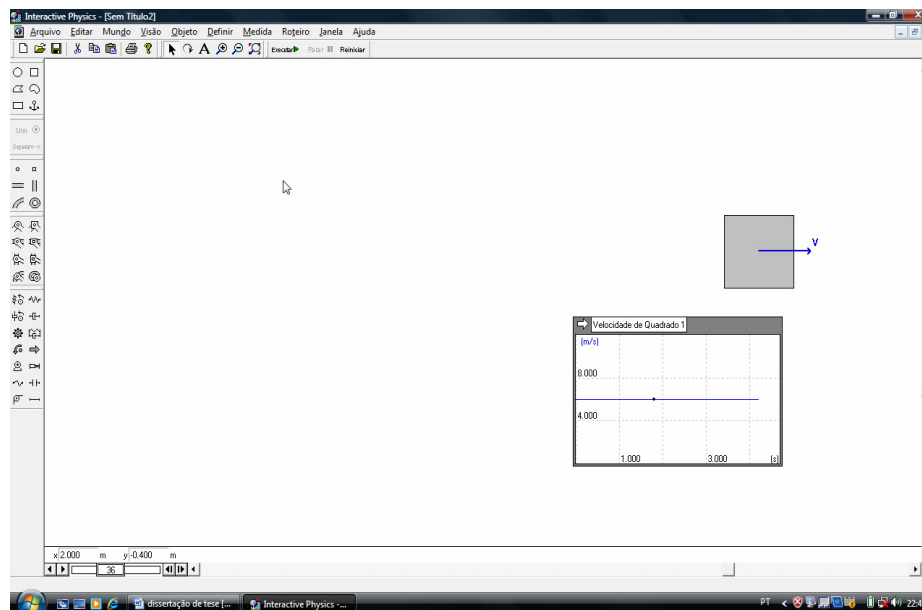 Interactive Physics - [Sem Título2]
Arquivo Editar Mundo Visão Objeto Definir Medida Roteiro Janela Ajuda
A Executar Parar Reiniciar
Unir
Separar
V
Velocidade de Quadrado 1
(m/s)
8.000
4.000
1.000 3.000 (s)
x 2.000 m y -0.400 m
36
dissertação de tese [... Interactive Physics -... PT